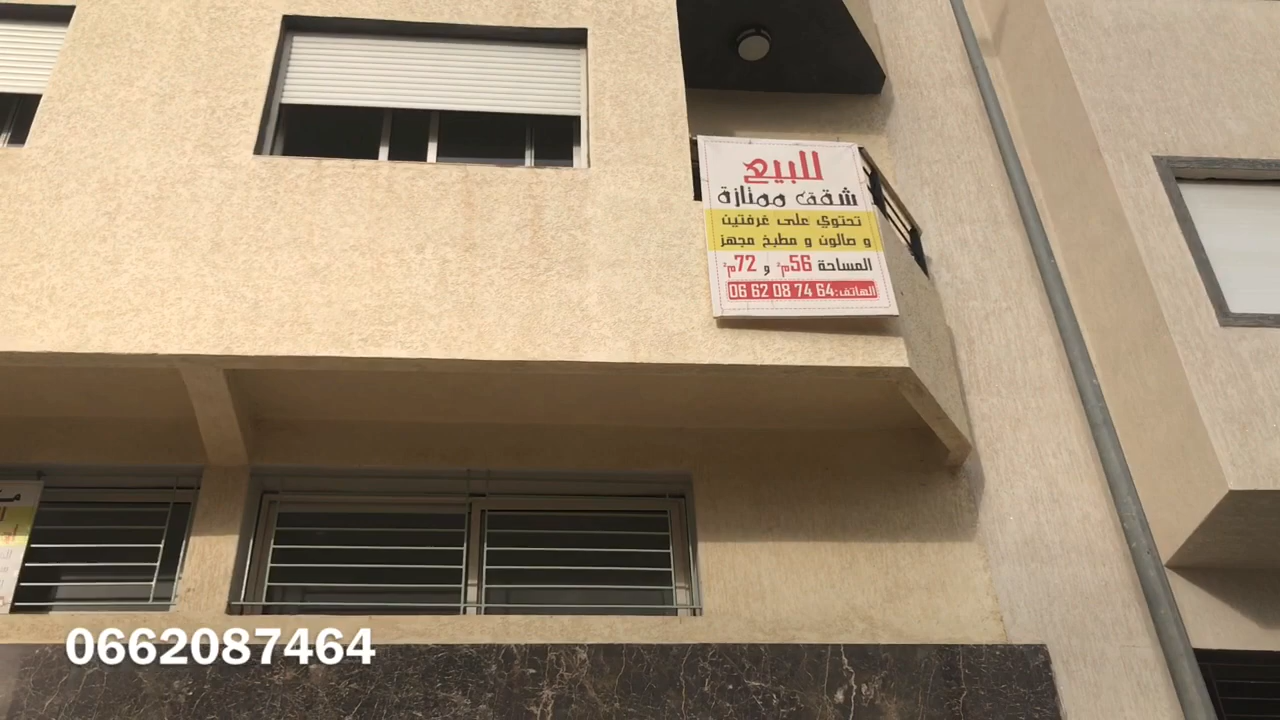 للبيع
شقق ممتازة
تحتوي على غرفتين
و صالون و مطبخ مجهز
المساحة 56م² و 72م²
الهاتف: 06 62 08 74 64
0662087464